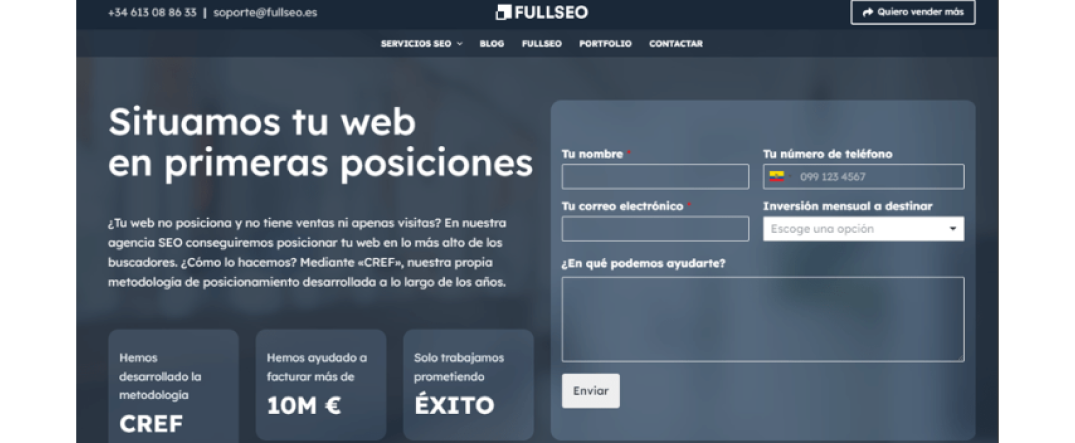 +34 613 08 86 33 | soporte@fullseo.es
FULLSEO
Quiero vender más
SERVICIOS SEO
BLOG
FULLSEO
PORTFOLIO
CONTACTAR
Situamos tu web
en primeras posiciones
¿Tu web no posiciona y no tiene ventas ni apenas visitas? En nuestra
agencia SEO conseguiremos posicionar tu web en lo más alto de los
buscadores. ¿Cómo lo hacemos? Mediante «CREF», nuestra propia
metodología de posicionamiento desarrollada a lo largo de los años.
Hemos
desarrollado la
metodología
CREF
Hemos ayudado a
facturar más de
10M €
Solo trabajamos
prometiendo
ÉXITO
Tu nombre *
Tu número de teléfono
099 123 4567
Tu correo electrónico *
Inversión mensual a destinar
Escoge una opción
¿En qué podemos ayudarte?
Enviar